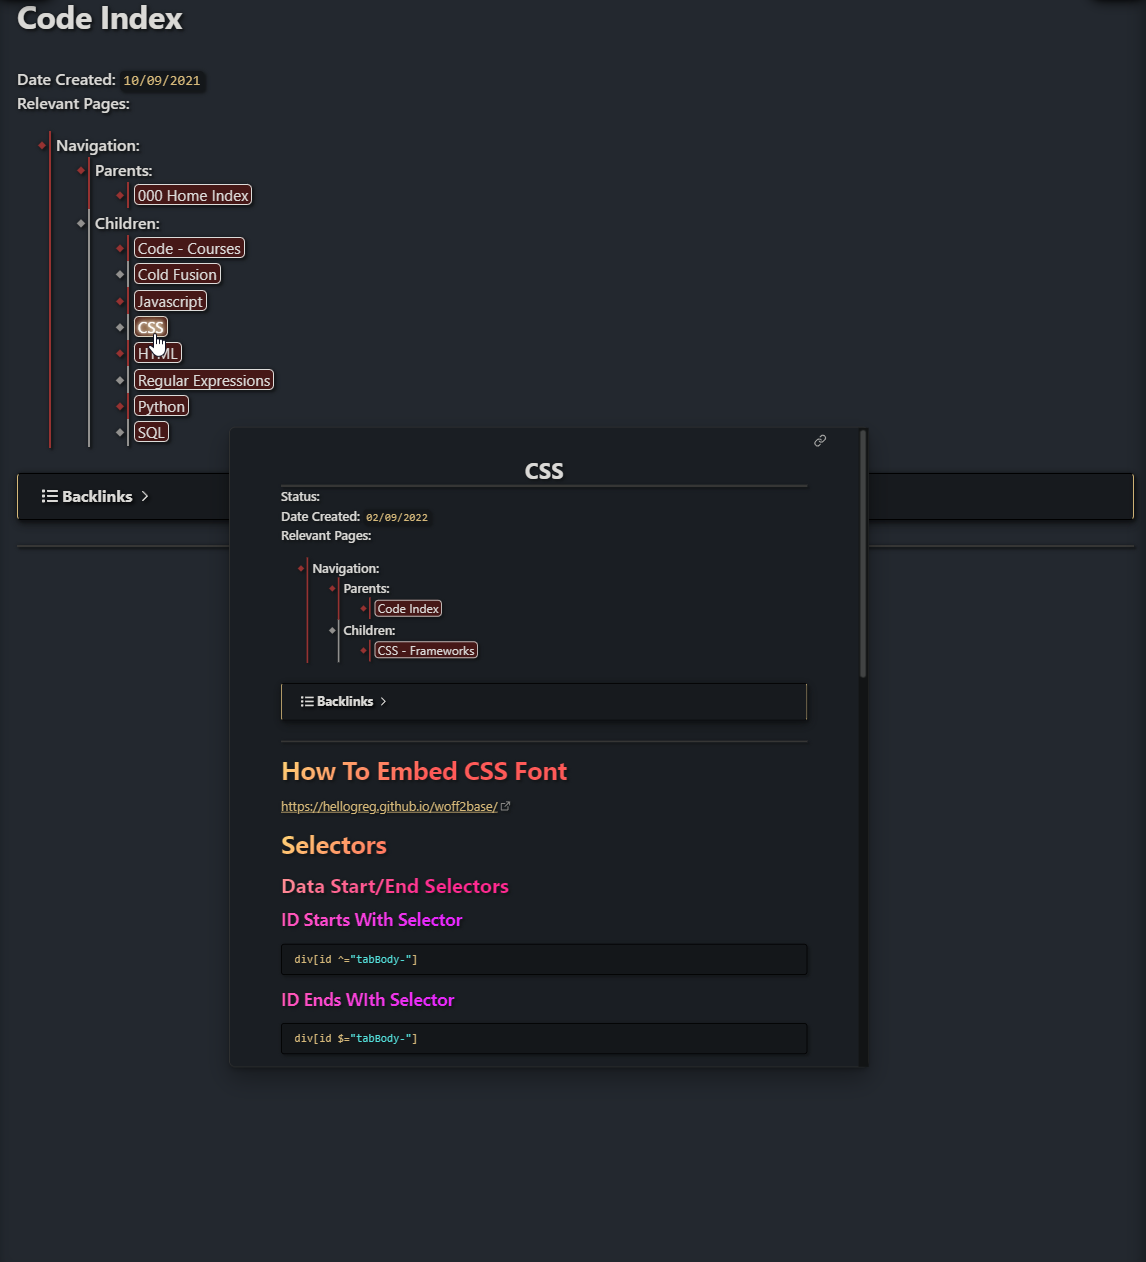 Code Index
Date Created: 10/09/2021
Relevant Pages:
Navigation:
Parents:
000 Home Index
Children:
Code - Courses
Cold Fusion
Javascript
CSS
HTML
Regular Expressions
Python
SQL
Backlinks
CSS
Status:
Date Created: 02/09/2022
Relevant Pages:
Navigation:
Parents:
Code Index
Children:
CSS - Frameworks
Backlinks
How To Embed CSS Font
https://hellogreg.github.io/woff2base/
Selectors
Data Start/End Selectors
ID Starts With Selector
div[id ^="tabBody-"]
ID Ends WIth Selector
div[id $="tabBody-"]